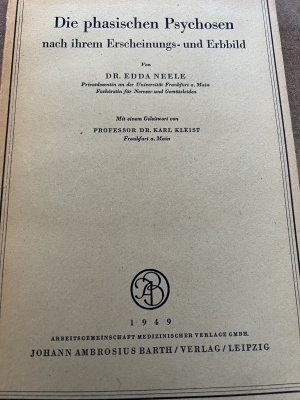 Die phasischen Psychosen
nach ihrem Erscheinungs- und Erbbild
Von
DR. EDDA NEELE
Privatdozentin an der Universität Frankfurt a. Main
Fachärztin für Nerven- und Gemütsleiden
Mit einem Geleitwort von
PROFESSOR DR. KARL KLEIST
Frankfurt a. Main
1949
ARBEITSGEMEINSCHAFT MEDIZINISCHER VERLAGE GMBH.
JOHANN AMBROSIUS BARTH / VERLAG / LEIPZIG